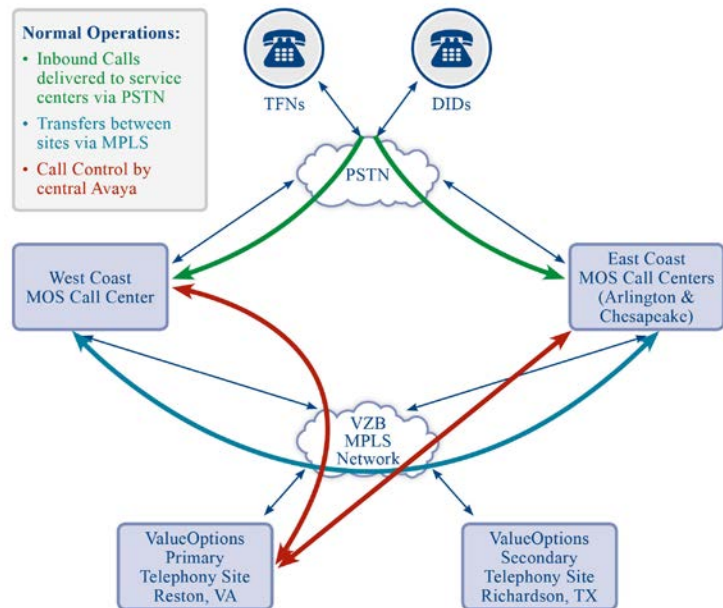 Normal Operations:
• Inbound Calls
delivered to service
centers via PSTN
• Transfers between
sites via MPLS
• Call Control by
central Avaya
TFNs
DIDs
PSTN
West Coast
MOS Call Center
East Coast
MOS Call Centers
(Arlington &
Chesapeake)
VZB
MPLS
Network
ValueOptions
Primary
Telephony Site
Reston, VA
ValueOptions
Secondary
Telephony Site
Richardson, TX